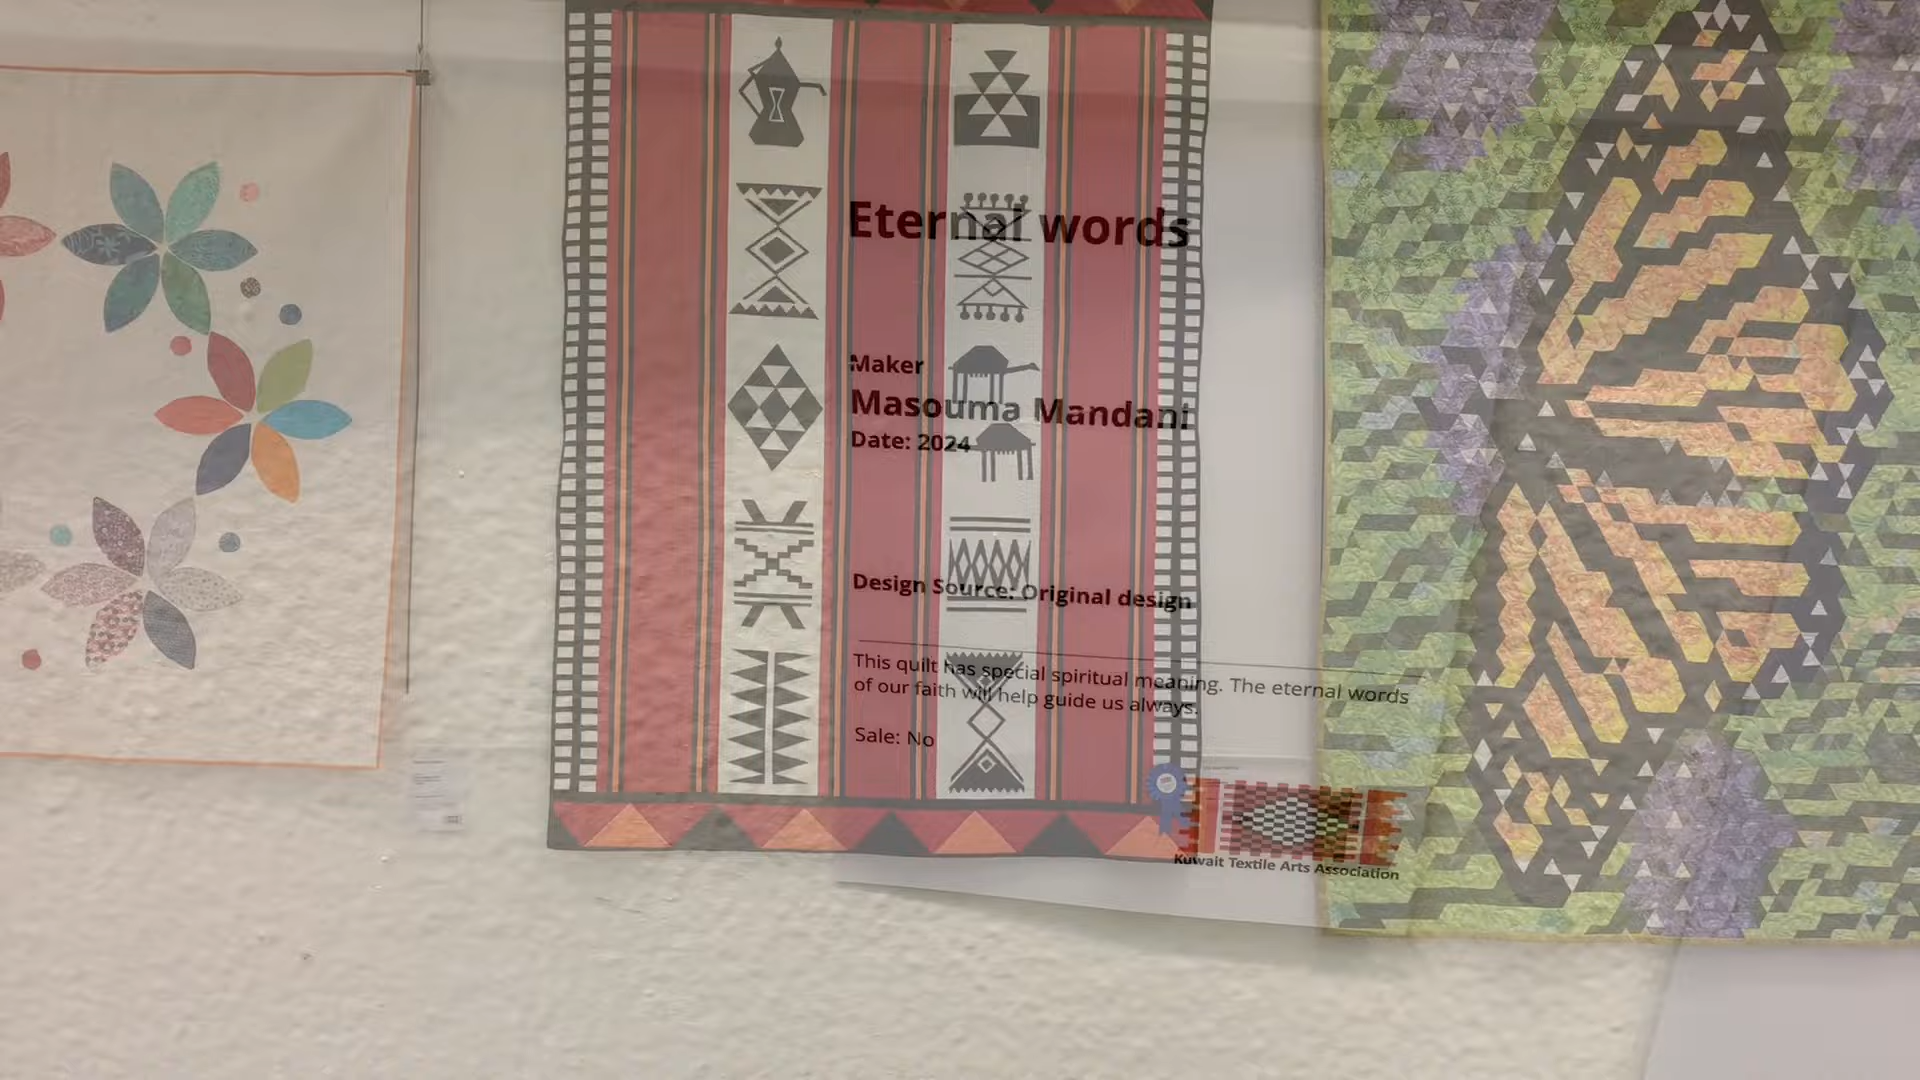 Eternal words
Maker
Masouma Mandani
Date: 2024
Design Source: Original design
This quilt has special spiritual meaning. The eternal words
of our faith will help guide us always.
Sale: No
Kuwait Textile Arts Association